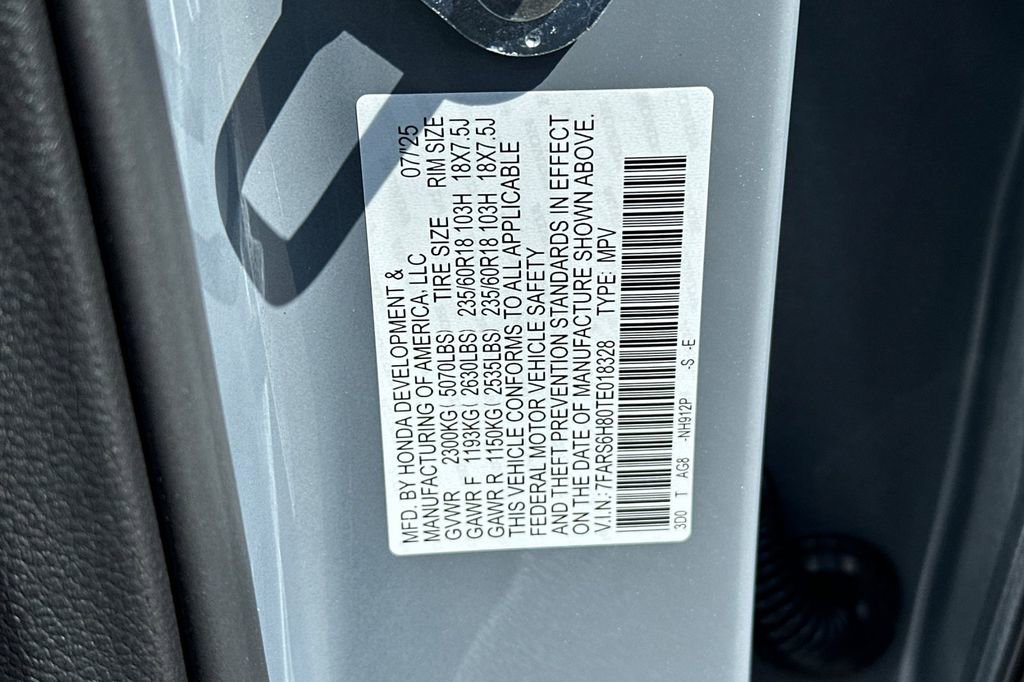 MFD. BY HONDA DEVELOPMENT &
MANUFACTURING OF AMERICA, LLC 07/'25
GVWR 2300KG( 5070LBS) TIRE SIZE RIM SIZE
GAWR F 1193KG( 2630LBS) 235/60R18 103H 18X7.5J
GAWR R 1150KG( 2535LBS) 235/60R18 103H 18X7.5J
THIS VEHICLE CONFORMS TO ALL APPLICABLE
FEDERAL MOTOR VEHICLE SAFETY
AND THEFT PREVENTION STANDARDS IN EFFECT
ON THE DATE OF MANUFACTURE SHOWN ABOVE.
V.I.N.: 7FARS6H80TE018328 TYPE: MPV
3D0 T AG8 -NH912P -S -E